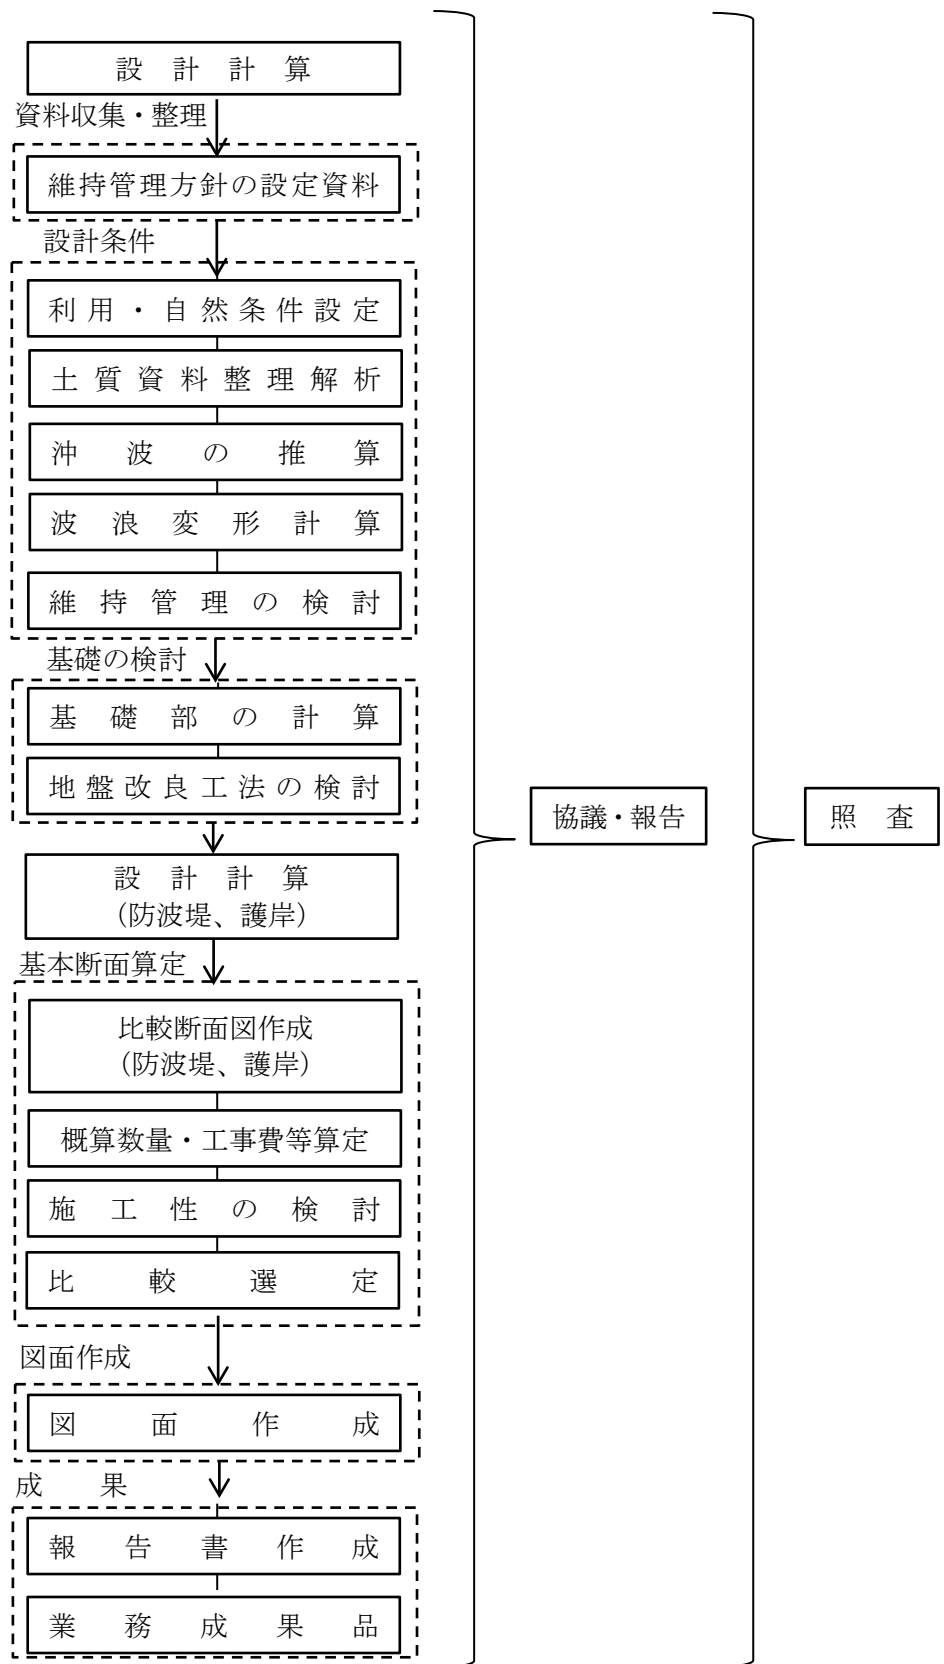 設計計算
資料収集・整理
維持管理方針の設定資料
設計条件
利用・自然条件設定
土質資料整理解析
沖波の推算
波浪変形計算
維持管理の検討
基礎の検討
基礎部の計算
地盤改良工法の検討
設計計算
(防波堤、護岸)
基本断面算定
比較断面図作成
(防波堤、護岸)
概算数量・工事費等算定
施工性の検討
比較選定
図面作成
図面作成
成果
報告書作成
業務成果品
協議・報告
照査